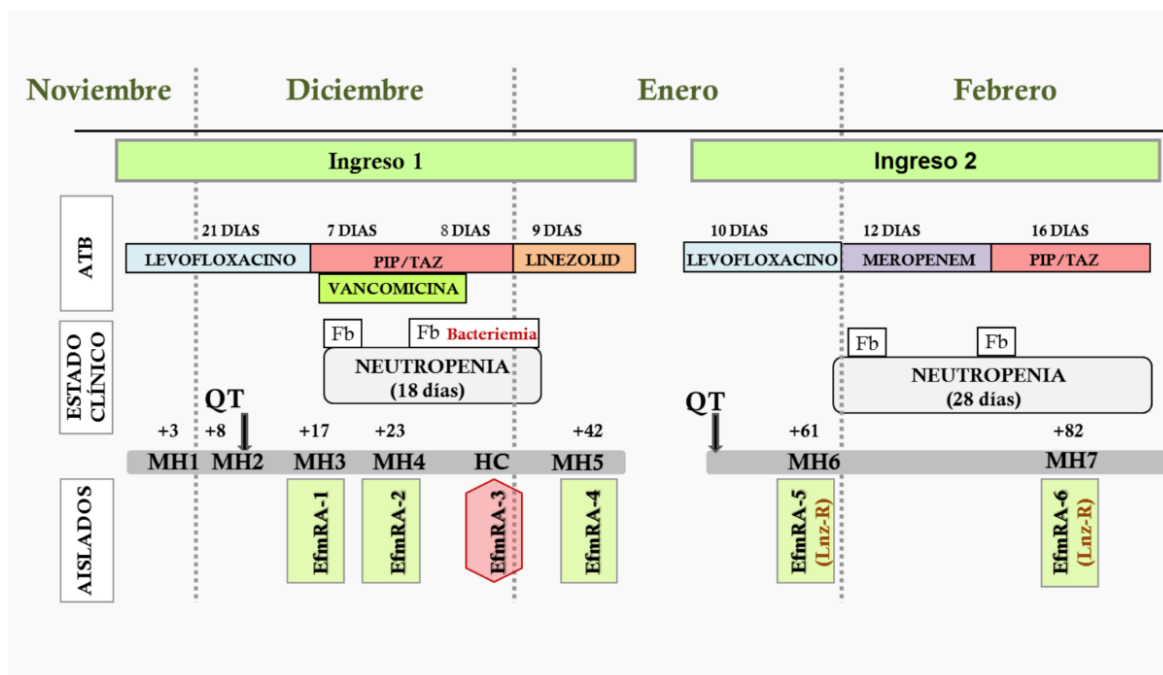 Noviembre
Diciembre
Enero
Febrero
Ingreso 1
Ingreso 2
ATB
21 DIAS
7 DIAS
8 DIAS
9 DIAS
10 DIAS
12 DIAS
16 DIAS
LEVOFLOXACINO
PIP/TAZ
LINEZOLID
LEVOFLOXACINO
MEROPENEM
PIP/TAZ
VANCOMICINA
ESTADO
CLÍNICO
Fb
Fb Bacteriemia
Fb
Fb
NEUTROPENIA
(18 días)
NEUTROPENIA
(28 días)
QT
QT
+3
+8
+17
+23
+42
+61
+82
MH1
MH2
MH3
MH4
HC
MH5
MH6
MH7
AISLADOS
EfmRA-1
EfmRA-2
EfmRA-3
EfmRA-4
EfmRA-5
(Lnz-R)
EfmRA-6
(Lnz-R)